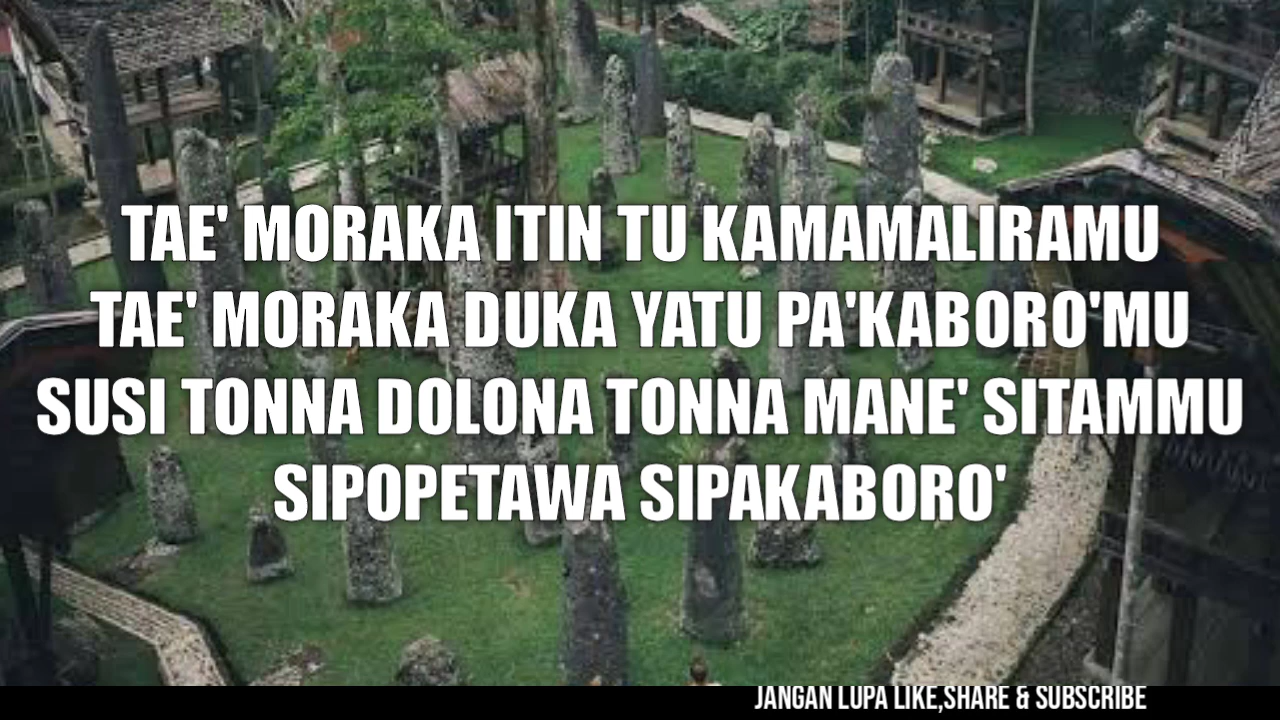 TAE' MORAKA ITIN TU KAMAMALIRAMU
TAE' MORAKA DUKA YATU PA'KABORO'MU
SUSI TONNA DOLONA TONNA MANE' SITAMMU
SIPOPETAWA SIPAKABORO'
JANGAN LUPA LIKE,SHARE & SUBSCRIBE